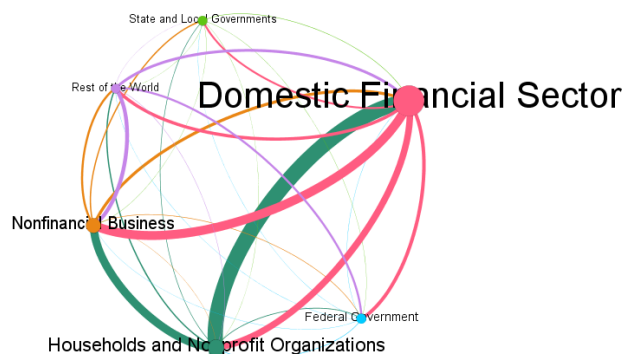 State and Local Governments
Rest of the World
Domestic Financial Sector
Nonfinancial Business
Federal Government
Households and Nonprofit Organizations